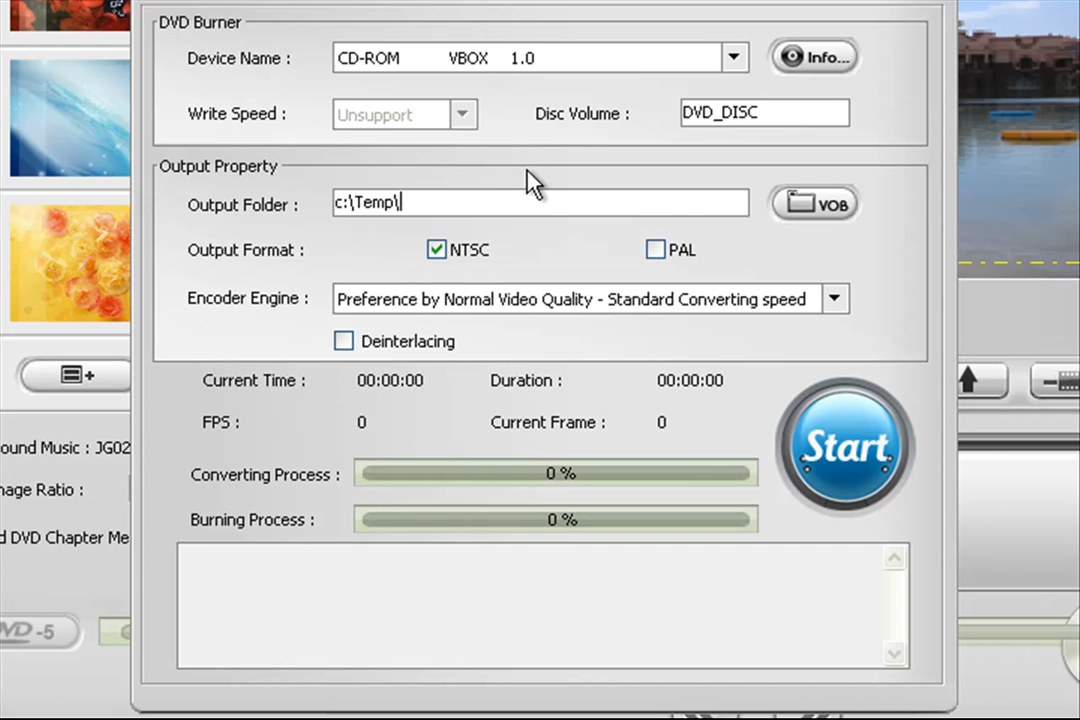 DVD Burner
Device Name : CD-ROM VBOX 1.0 Info...
Write Speed : Unsupport Disc Volume : DVD_DISC
Output Property
Output Folder : c:\Temp\ VOB
Output Format : NTSC PAL
Encoder Engine : Preference by Normal Video Quality - Standard Converting speed
Deinterlacing
Current Time : 00:00:00 Duration : 00:00:00
FPS : 0 Current Frame : 0
Start
ound Music : JG02
Converting Process : 0 %
nage Ratio :
Burning Process : 0 %
d DVD Chapter Me
VD -5